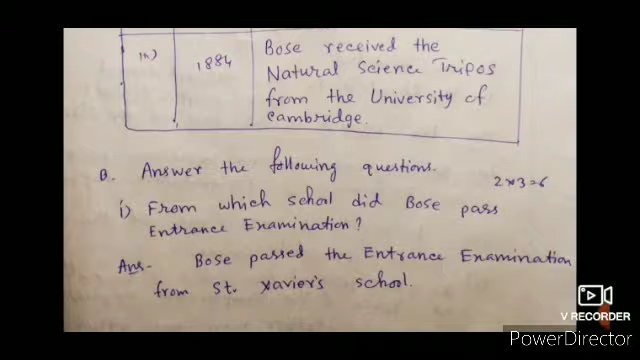 iii) 1884 Bose received the
Natural Science Tripos
from the University of
Cambridge.
B. Answer the following questions.
2×3=6
i) From which school did Bose pass
Entrance Examination?
Ans- Bose passed the Entrance Examination
from St. Xavier's school.
V RECORDER
PowerDirector